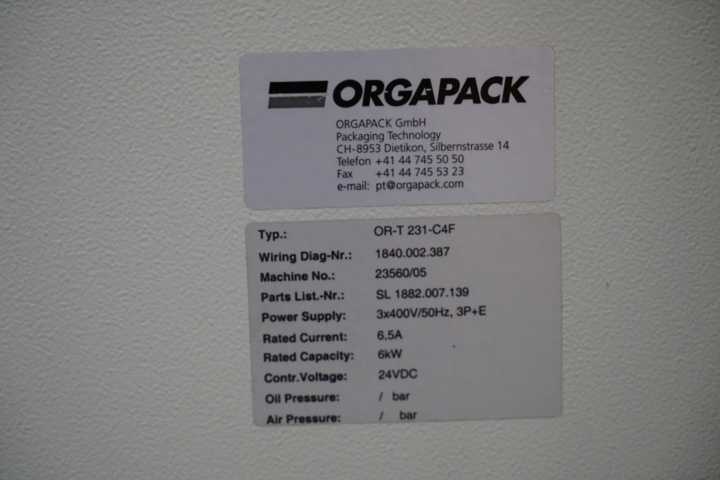 ORGAPACK
ORGAPACK GmbH
Packaging Technology
CH-8953 Dietikon, Silbernstrasse 14
Telefon +41 44 745 50 50
Fax +41 44 745 53 23
e-mail: pt@orgapack.com
Typ.: OR-T 231-C4F
Wiring Diag-Nr.: 1840.002.387
Machine No.: 23560/05
Parts List.-Nr.: SL 1882.007.139
Power Supply: 3x400V/50Hz, 3P+E
Rated Current: 6,5A
Rated Capacity: 6kW
Contr.Voltage: 24VDC
Oil Pressure: / bar
Air Pressure: / bar